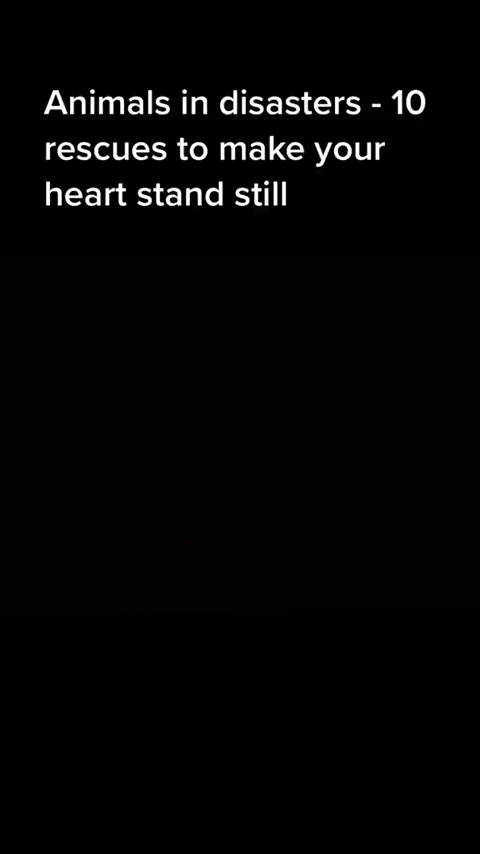 Animals in disasters - 10
rescues to make your
heart stand still